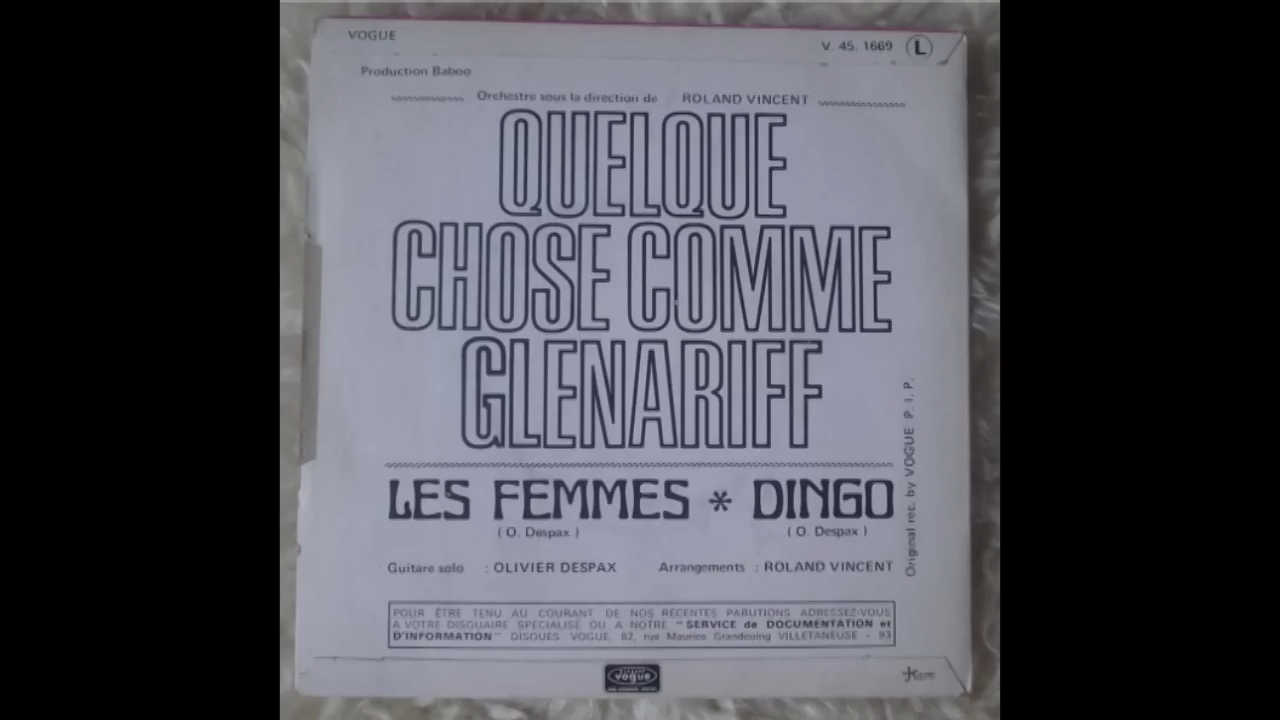 VOGUE
V. 45. 1669 L
Production Baboo
Orchestre sous la direction de ROLAND VINCENT
QUELQUE
CHOSE COMME
GLENARIFF
LES FEMMES * DINGO
( O. Despax ) ( O. Despax )
Guitare solo : OLIVIER DESPAX Arrangements : ROLAND VINCENT
Original rec. by VOGUE P. I. P.
POUR ÊTRE TENU AU COURANT DE NOS RÉCENTES PARUTIONS ADRESSEZ-VOUS
A VOTRE DISQUAIRE SPÉCIALISÉ OU A NOTRE "SERVICE de DOCUMENTATION et
D'INFORMATION" DISQUES VOGUE 82, rue Maurice Grandcoing VILLETANEUSE - 93
vogue